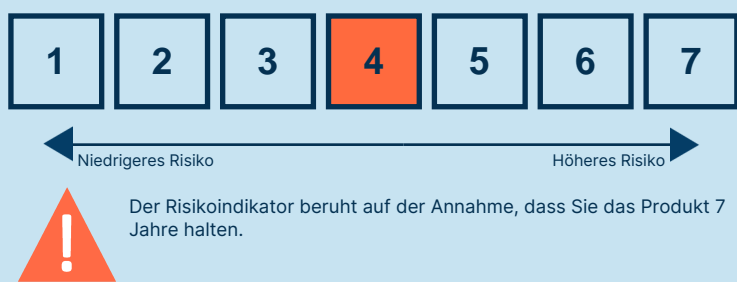 1 2 3 4 5 6 7
Niedrigeres Risiko Höheres Risiko
Der Risikoindikator beruht auf der Annahme, dass Sie das Produkt 7
Jahre halten.
!